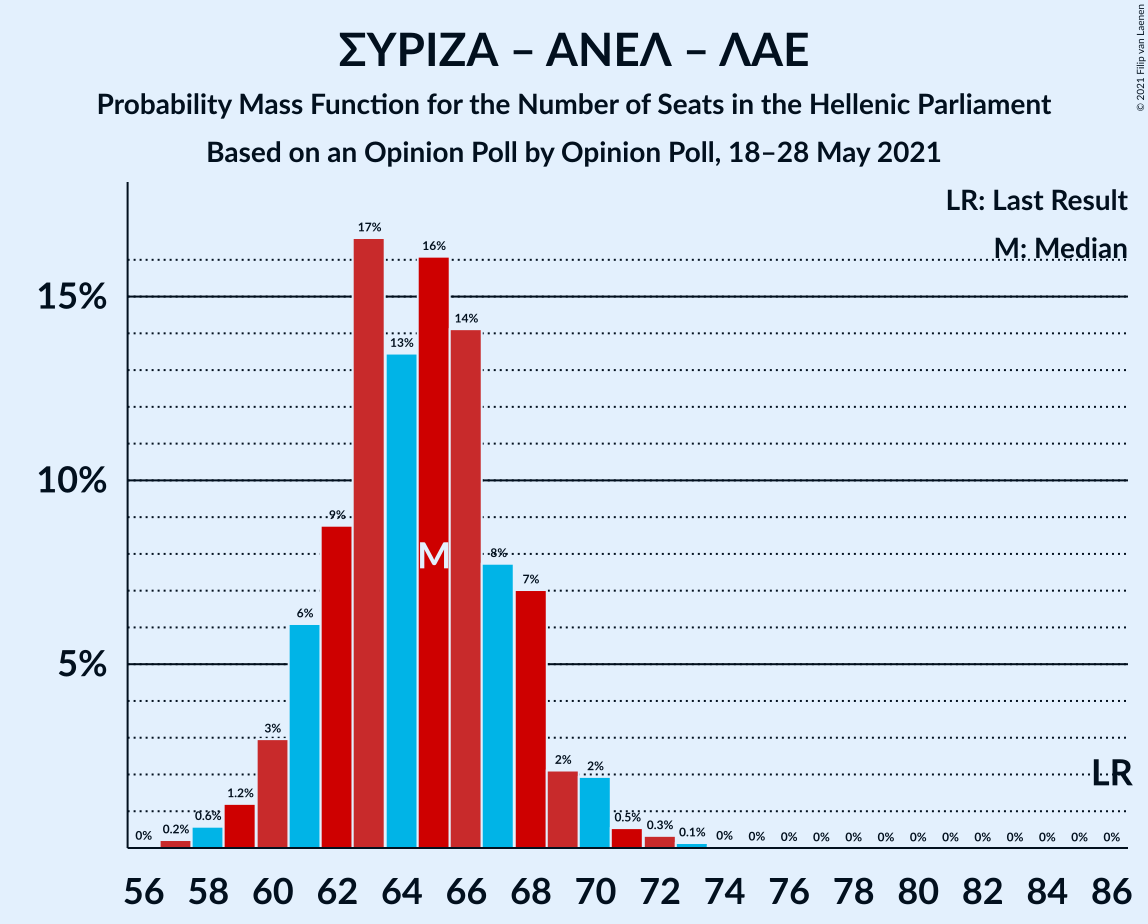 ΣΥΡΙΖΑ – ΑΝΕΛ – ΛΑΕ
Probability Mass Function for the Number of Seats in the Hellenic Parliament
Based on an Opinion Poll by Opinion Poll, 18–28 May 2021
© 2021 Filip van Laenen
LR: Last Result
M: Median
15%
10%
5%
0% 0.2% 0.6% 1.2% 3% 6% 9% 17% 13% 16% 14% 8% 7% 2% 2% 0.5% 0.3% 0.1% 0% 0% 0% 0% 0% 0% 0% 0% 0% 0% 0% 0% 0%
M
LR
56 58 60 62 64 66 68 70 72 74 76 78 80 82 84 86